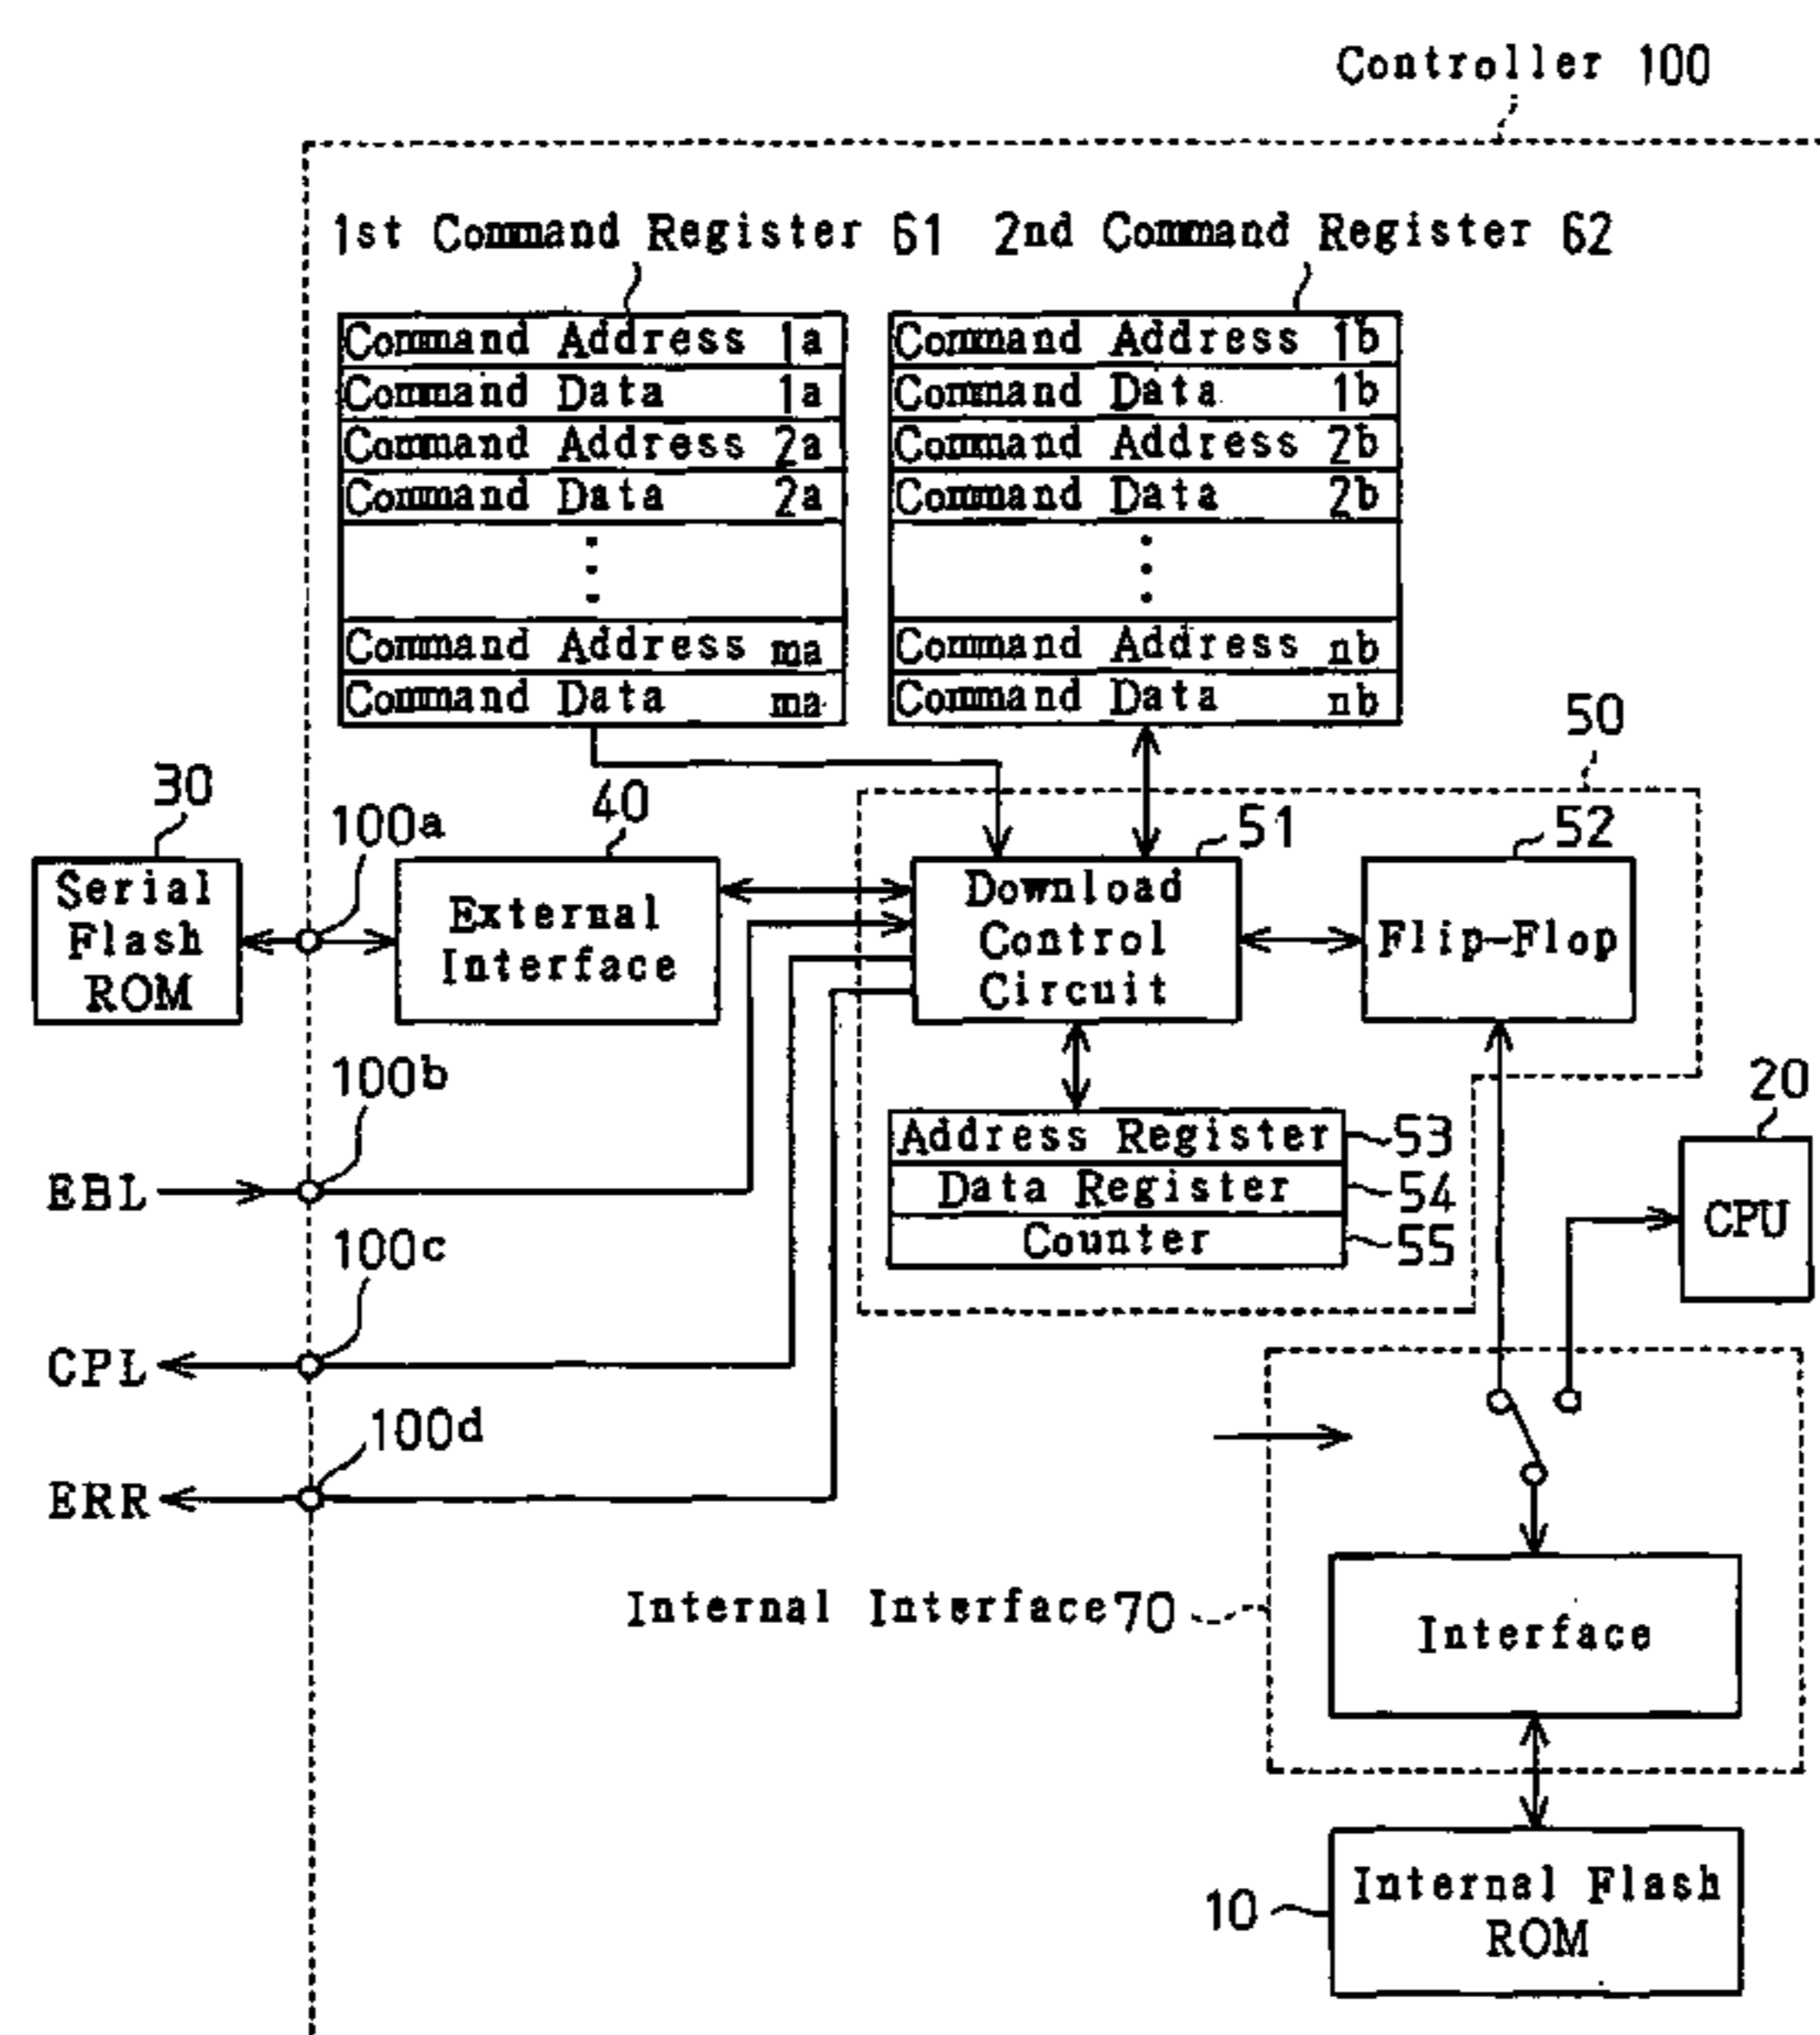 Controller 100
1st Command Register 61
2nd Command Register 62
Command Address 1a
Command Data 1a
Command Address 2a
Command Data 2a
Command Address ma
Command Data ma
Command Address 1b
Command Data 1b
Command Address 2b
Command Data 2b
Command Address nb
Command Data nb
50
30
100a
40
51
52
Serial
Flash
ROM
External
Interface
Download
Control
Circuit
Flip-Flop
100b
20
Address Register 53
Data Register 54
Counter 55
CPU
EBL
100c
CPL
100d
ERR
Internal Interface 70
Interface
10
Internal Flash
ROM